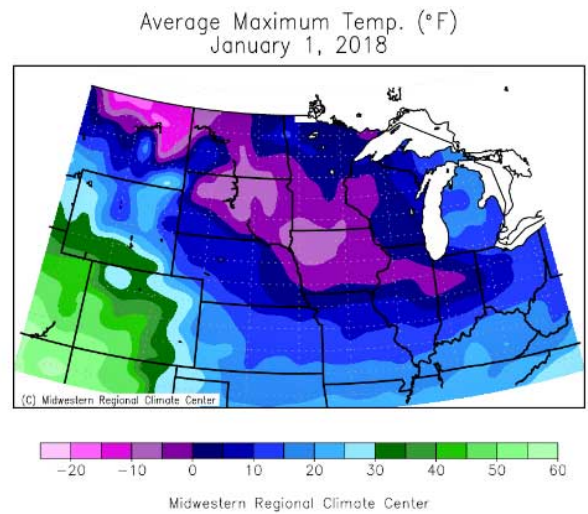 Average Maximum Temp. (°F)
January 1, 2018
(C) Midwestern Regional Climate Center
-20 -10 0 10 20 30 40 50 60
Midwestern Regional Climate Center